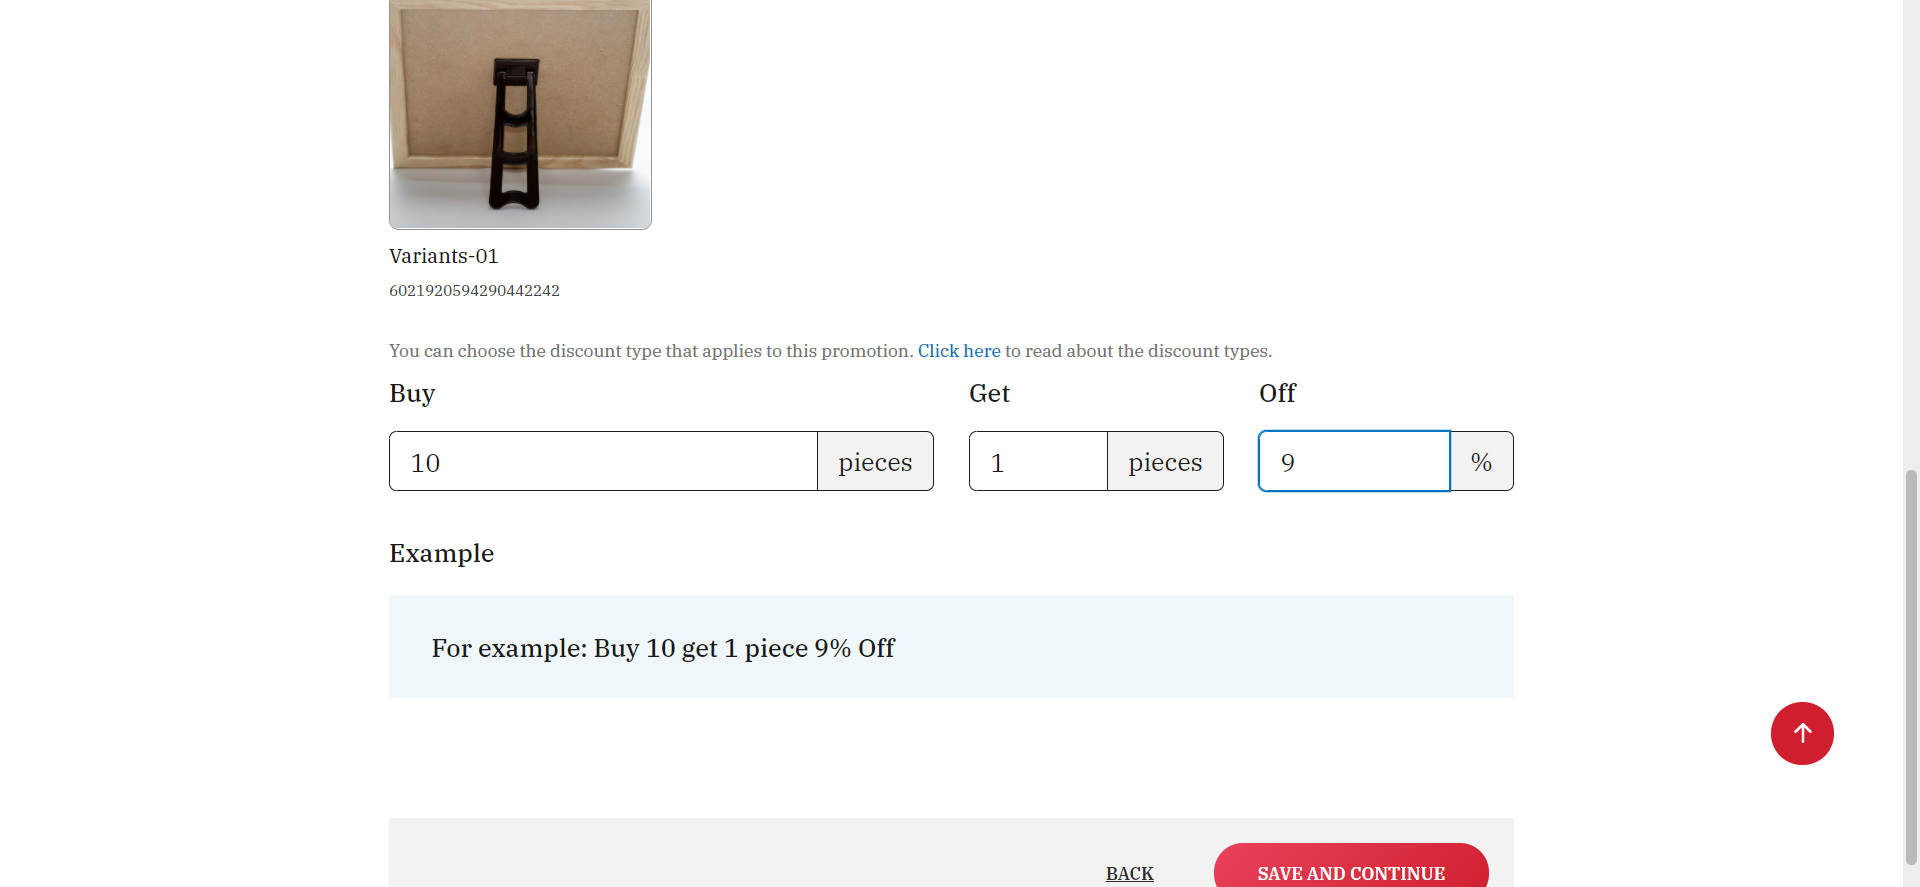 Variants-01
6021920594290442242
You can choose the discount type that applies to this promotion. Click here to read about the discount types.
Buy
Get
Off
10 pieces
1 pieces
9 %
Example
For example: Buy 10 get 1 piece 9% Off
BACK
SAVE AND CONTINUE